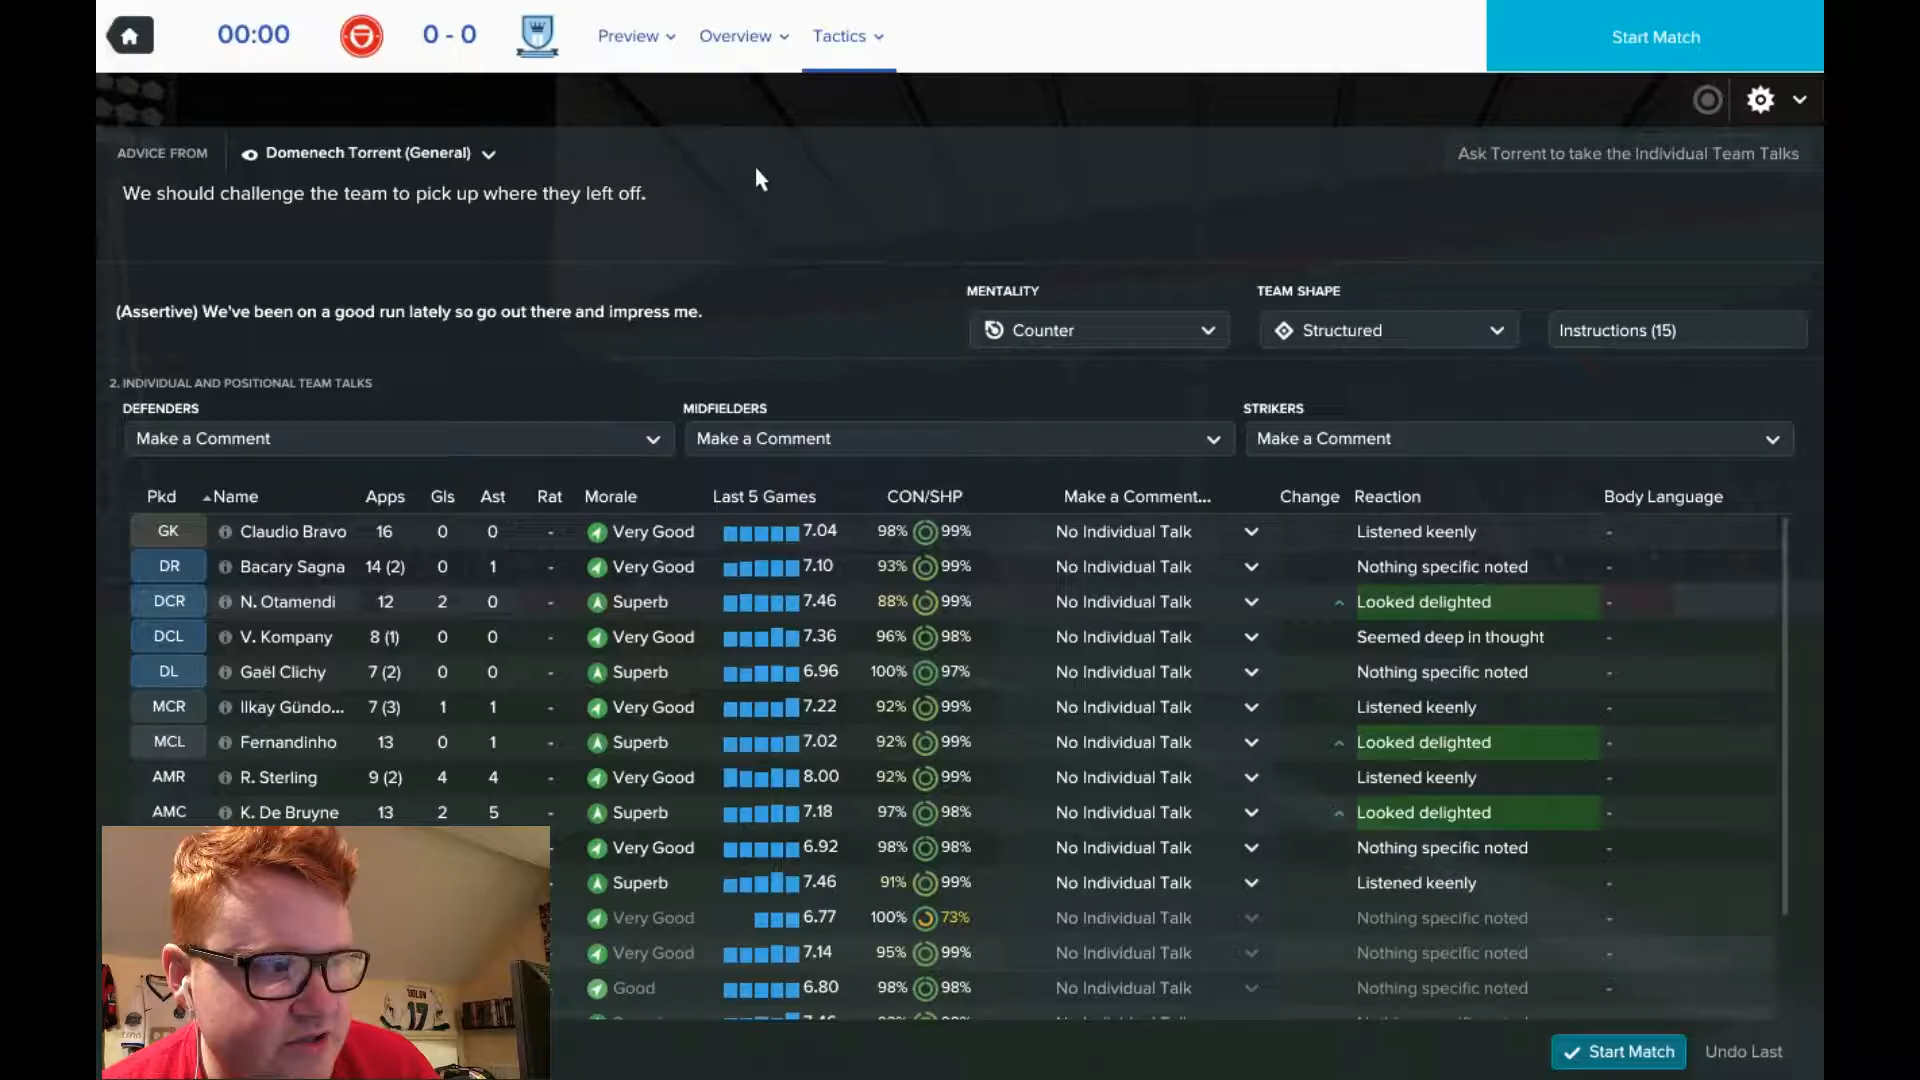 00:00 0 - 0 Preview Overview Tactics Start Match
ADVICE FROM Domenech Torrent (General) Ask Torrent to take the Individual Team Talks
We should challenge the team to pick up where they left off.
MENTALITY TEAM SHAPE
(Assertive) We've been on a good run lately so go out there and impress me. Counter Structured Instructions (15)
2. INDIVIDUAL AND POSITIONAL TEAM TALKS
DEFENDERS MIDFIELDERS STRIKERS
Make a Comment Make a Comment Make a Comment
Pkd Name Apps Gls Ast Rat Morale Last 5 Games CON/SHP Make a Comment... Change Reaction Body Language
GK Claudio Bravo 16 0 0 - Very Good 7.04 98% 99% No Individual Talk Listened keenly -
DR Bacary Sagna 14 (2) 0 1 - Very Good 7.10 93% 99% No Individual Talk Nothing specific noted -
DCR N. Otamendi 12 2 0 - Superb 7.46 88% 99% No Individual Talk Looked delighted -
DCL V. Kompany 8 (1) 0 0 - Very Good 7.36 96% 98% No Individual Talk Seemed deep in thought -
DL Gaël Clichy 7 (2) 0 0 - Superb 6.96 100% 97% No Individual Talk Nothing specific noted -
MCR Ilkay Gündo... 7 (3) 1 1 - Very Good 7.22 92% 99% No Individual Talk Listened keenly -
MCL Fernandinho 13 0 1 - Superb 7.02 92% 99% No Individual Talk Looked delighted -
AMR R. Sterling 9 (2) 4 4 - Very Good 8.00 92% 99% No Individual Talk Listened keenly -
AMC K. De Bruyne 13 2 5 - Superb 7.18 97% 98% No Individual Talk Looked delighted -
- Very Good 6.92 98% 98% No Individual Talk Nothing specific noted -
- Superb 7.46 91% 99% No Individual Talk Listened keenly -
Very Good 6.77 100% 73% No Individual Talk Nothing specific noted -
Very Good 7.14 95% 99% No Individual Talk Nothing specific noted -
Good 6.80 98% 98% No Individual Talk Nothing specific noted -
17
Start Match Undo Last